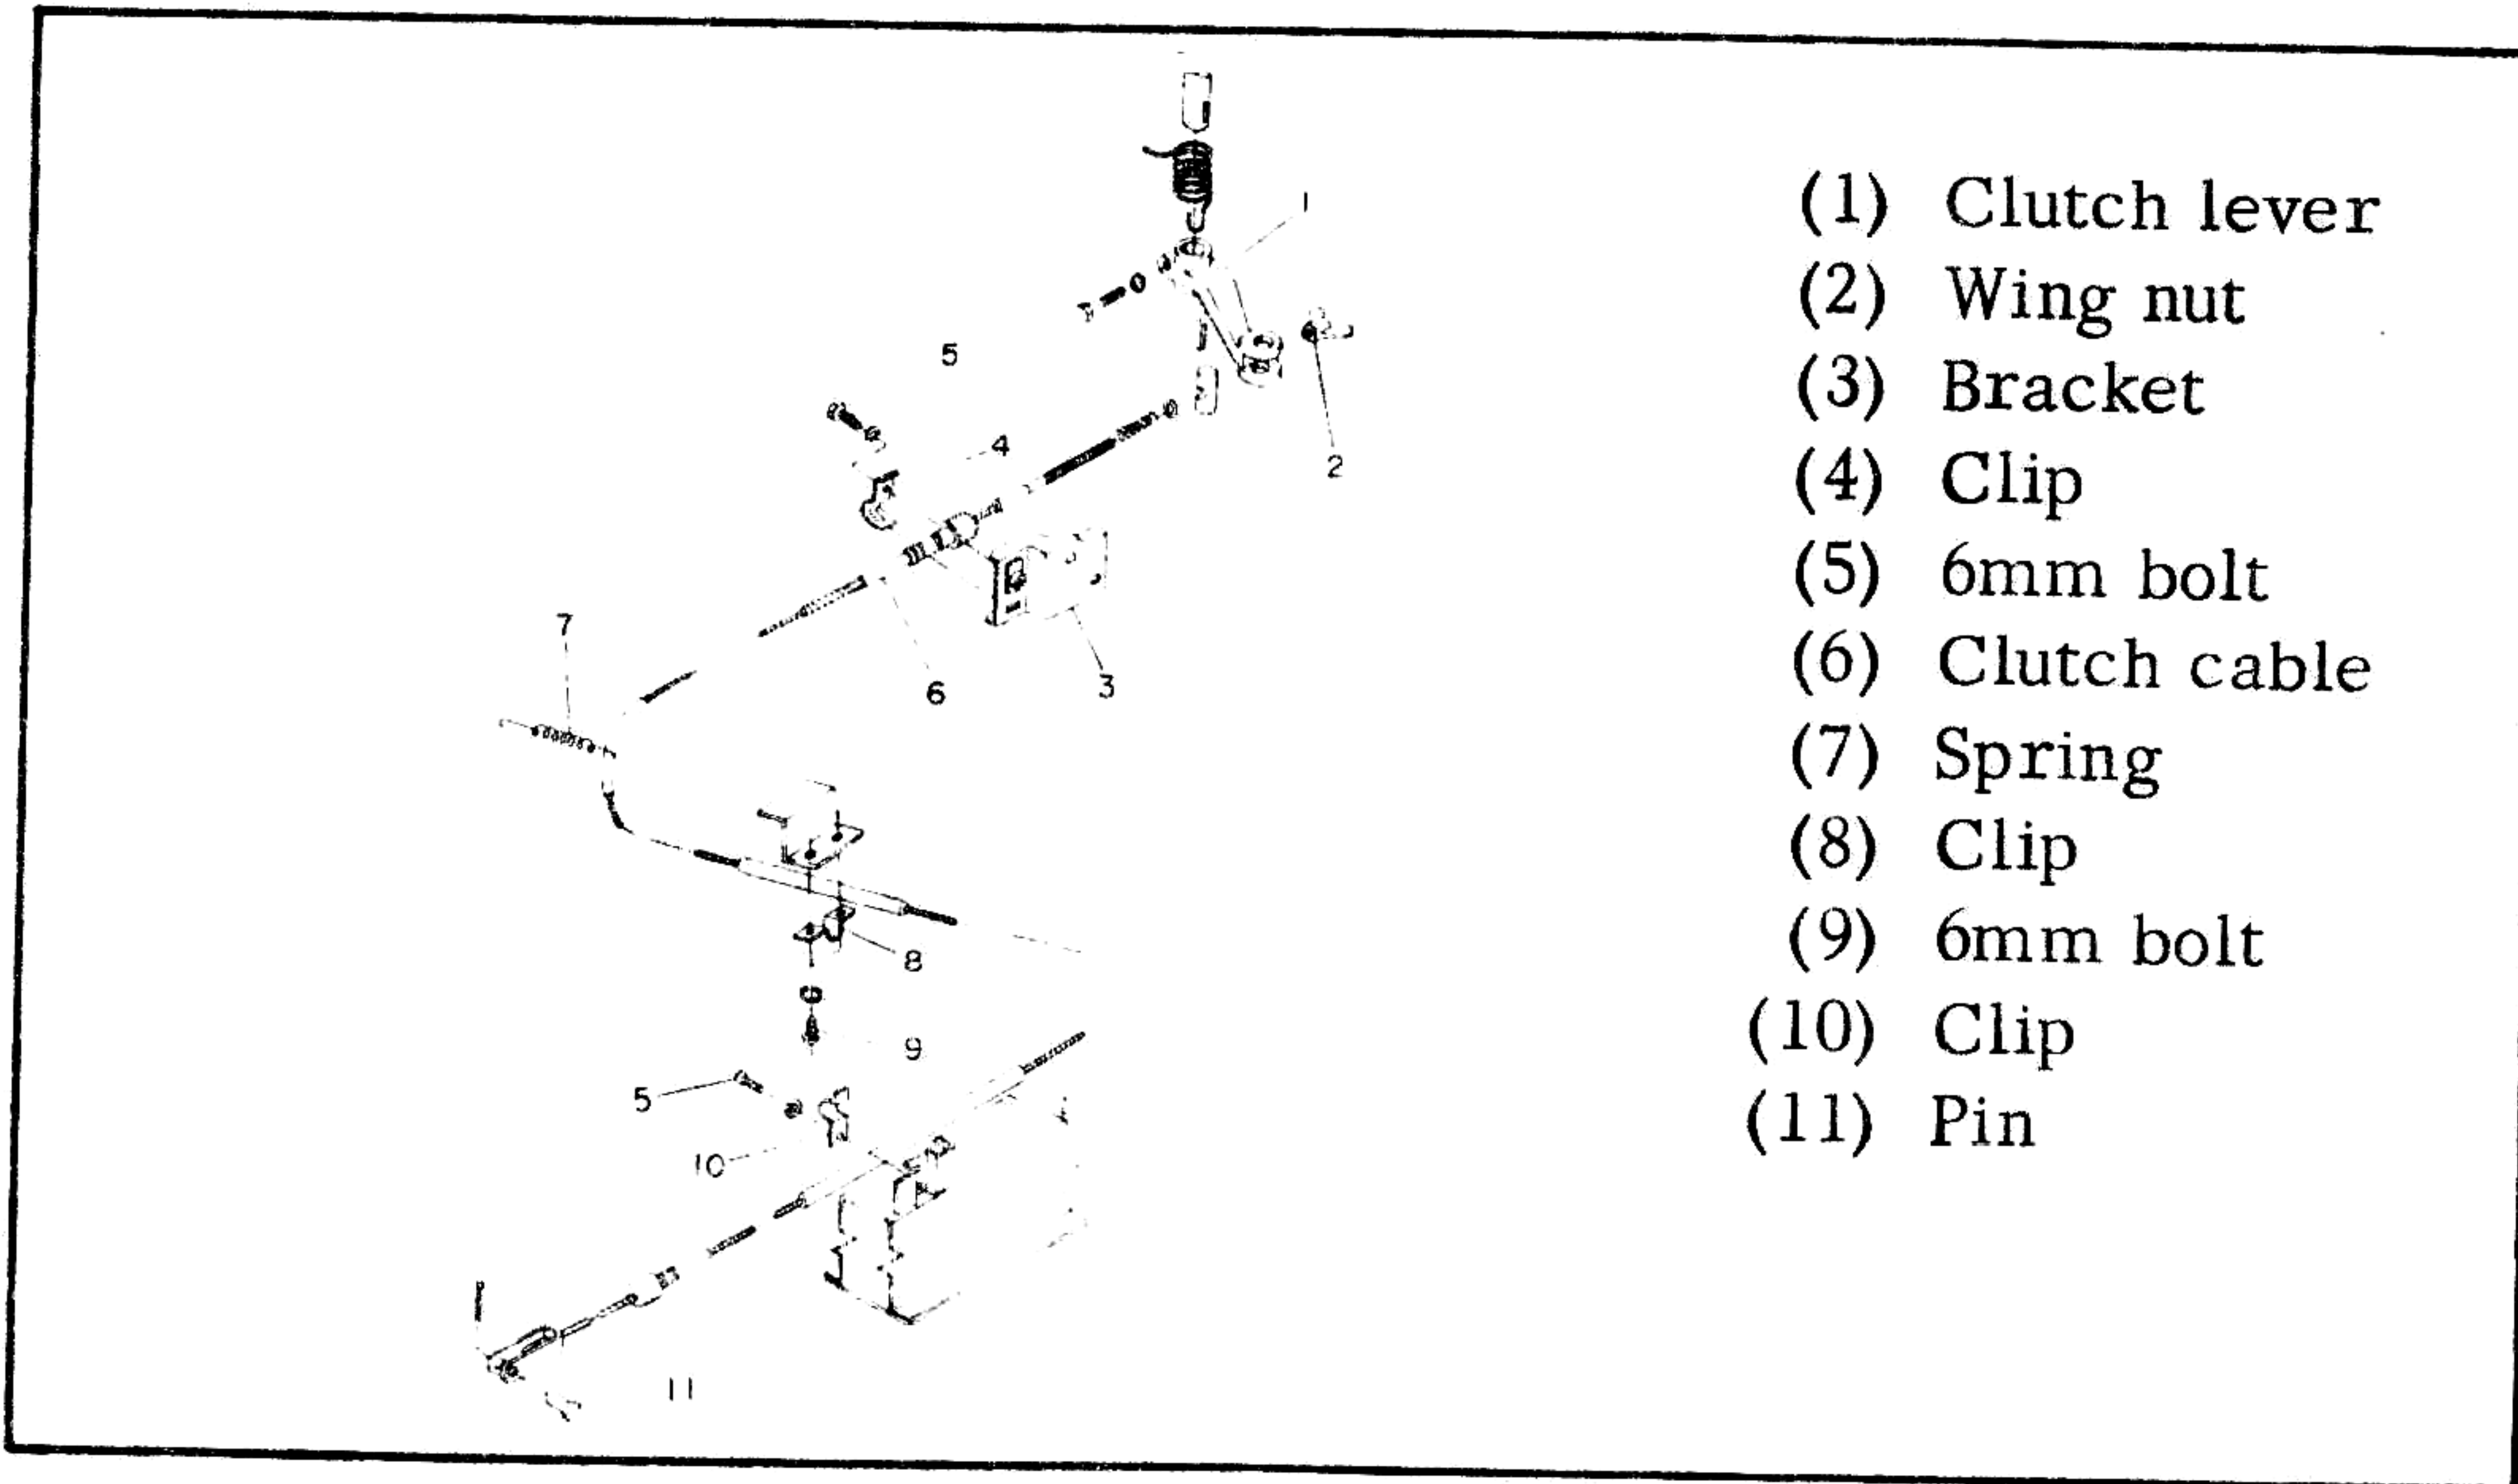 1
5
4
2
7
6
3
8
9
5
10
11
(1) Clutch lever
(2) Wing nut
(3) Bracket
(4) Clip
(5) 6mm bolt
(6) Clutch cable
(7) Spring
(8) Clip
(9) 6mm bolt
(10) Clip
(11) Pin